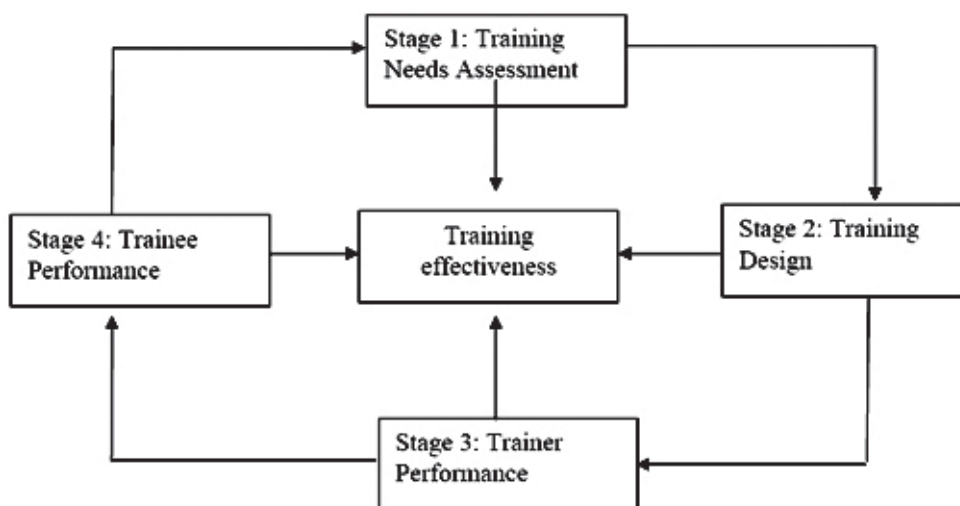 Stage 1: Training
Needs Assessment
Stage 4: Trainee
Performance
Training
effectiveness
Stage 2: Training
Design
Stage 3: Trainer
Performance